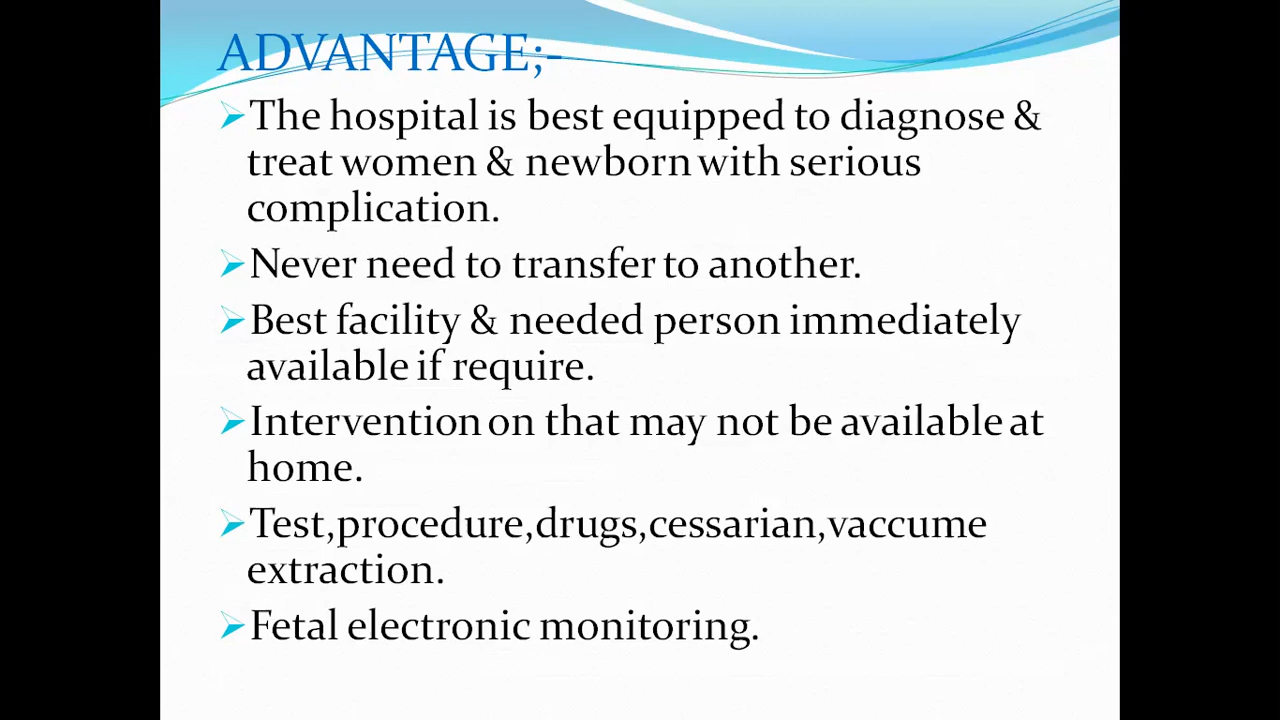 ADVANTAGE;-
The hospital is best equipped to diagnose &
treat women & newborn with serious
complication.
Never need to transfer to another.
Best facility & needed person immediately
available if require.
Intervention on that may not be available at
home.
Test,procedure,drugs,cessarian,vaccume
extraction.
Fetal electronic monitoring.